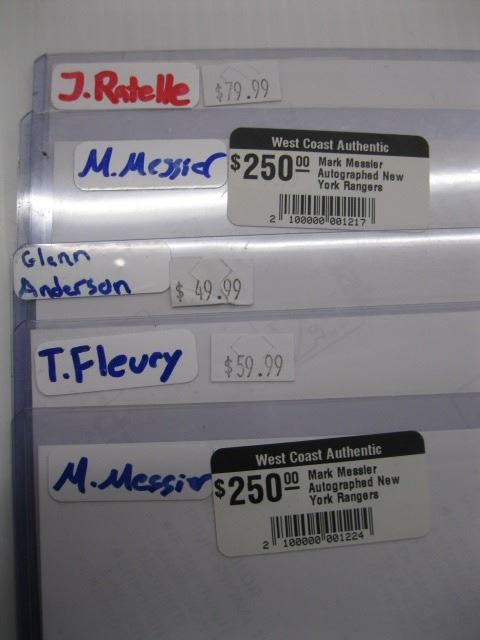 J. Ratelle
$79.99
M. Messier
West Coast Authentic
$250.00
Mark Messier
Autographed New
York Rangers
2 100000 001217
Glenn
Anderson
$ 49.99
T. Fleury
$59.99
M. Messier
West Coast Authentic
$250.00
Mark Messier
Autographed New
York Rangers
2 100000 001224